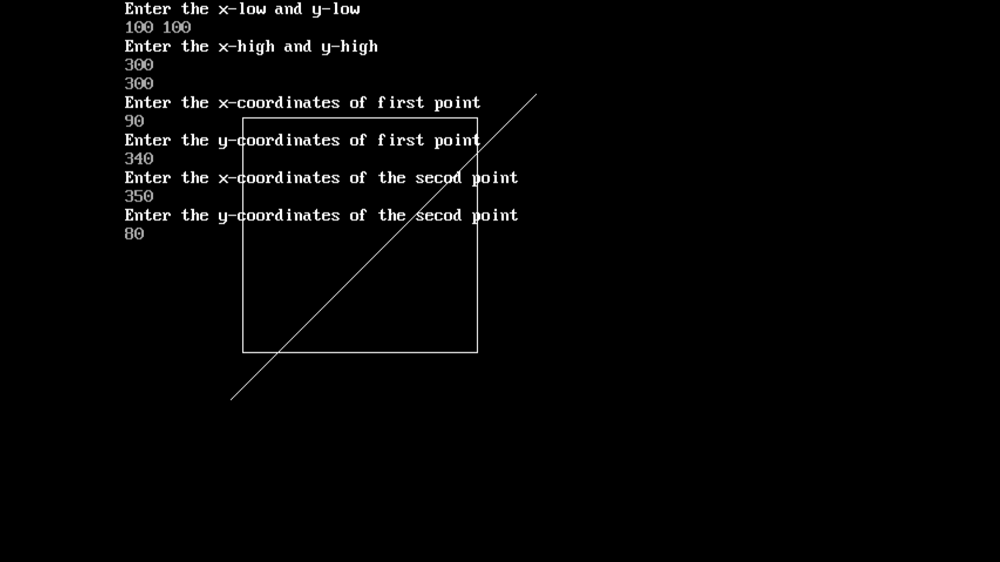 Enter the x-low and y-low
100 100
Enter the x-high and y-high
300
300
Enter the x-coordinates of first point
90
Enter the y-coordinates of first point
340
Enter the x-coordinates of the secod point
350
Enter the y-coordinates of the secod point
80